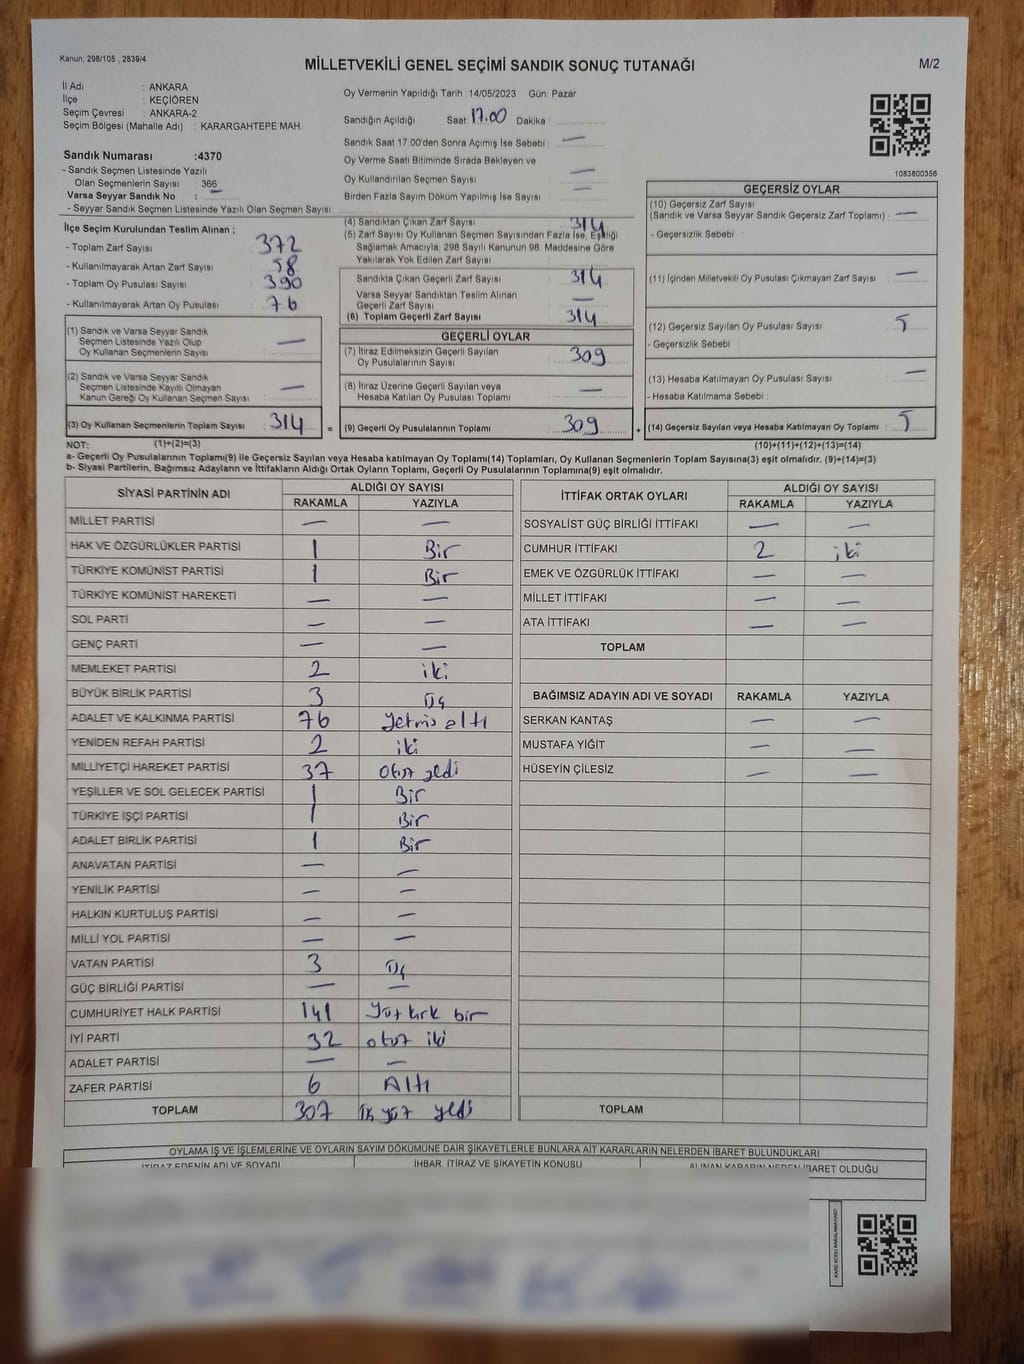 Kanun; 298/105 , 2839/4
MİLLETVEKİLİ GENEL SEÇİMİ SANDIK SONUÇ TUTANAĞI
M/2
İl Adı : ANKARA
İlçe : KEÇİÖREN
Seçim Çevresi : ANKARA-2
Seçim Bölgesi (Mahalle Adı) : KARARGAHTEPE MAH.
Oy Vermenin Yapıldığı Tarih : 14/05/2023 Gün: Pazar
Sandığın Açıldığı Saat: 17.00 Dakika :
Sandık Saat 17:00'den Sonra Açımış İse Sebebi : —
Oy Verme Saati Bitiminde Sırada Bekleyen ve
Oy Kullandırılan Seçmen Sayısı : —
Birden Fazla Sayım Döküm Yapılmış İse Sayısı : —
1083800356
Sandık Numarası :4370
- Sandık Seçmen Listesinde Yazılı
Olan Seçmenlerin Sayısı : 366
Varsa Seyyar Sandık No : —
- Seyyar Sandık Seçmen Listesinde Yazılı Olan Seçmen Sayısı:
İlçe Seçim Kurulundan Teslim Alınan ;
- Toplam Zarf Sayısı : 372
- Kullanılmayarak Artan Zarf Sayısı : 58
- Toplam Oy Pusulası Sayısı : 390
- Kullanılmayarak Artan Oy Pusulası : 76
(1) Sandık ve Varsa Seyyar Sandık
Seçmen Listesinde Yazılı Olup
Oy Kullanan Seçmenlerin Sayısı : —
(2) Sandık ve Varsa Seyyar Sandık
Seçmen Listesinde Kayıtlı Olmayan
Kanun Gereği Oy Kullanan Seçmen Sayısı : —
(3) Oy Kullanan Seçmenlerin Toplam Sayısı : 314
(4) Sandıktan Çıkan Zarf Sayısı : 314
(5) Zarf Sayısı Oy Kullanan Seçmen Sayısından Fazla İse, Eşitliği
Sağlamak Amacıyla, 298 Sayılı Kanunun 98. Maddesine Göre
Yakılarak Yok Edilen Zarf Sayısı :
Sandıkta Çıkan Geçerli Zarf Sayısı : 314
Varsa Seyyar Sandıktan Teslim Alınan
Geçerli Zarf Sayısı : —
(6) Toplam Geçerli Zarf Sayısı : 314
GEÇERLİ OYLAR
(7) İtiraz Edilmeksizin Geçerli Sayılan
Oy Pusulalarının Sayısı : 309
(8) İtiraz Üzerine Geçerli Sayılan veya
Hesaba Katılan Oy Pusulası Toplamı : —
= (9) Geçerli Oy Pusulalarının Toplamı : 309 +
GEÇERSİZ OYLAR
(10) Geçersiz Zarf Sayısı
(Sandık ve Varsa Seyyar Sandık Geçersiz Zarf Toplamı) : —
- Geçersizlik Sebebi :
(11) İçinden Milletvekili Oy Pusulası Çıkmayan Zarf Sayısı : —
(12) Geçersiz Sayılan Oy Pusulası Sayısı : 5
- Geçersizlik Sebebi :
(13) Hesaba Katılmayan Oy Pusulası Sayısı : —
- Hesaba Katılmama Sebebi :
(14) Geçersiz Sayılan veya Hesaba Katılmayan Oy Toplamı : 5
NOT: (1)+(2)=(3) (10)+(11)+(12)+(13)=(14)
a- Geçerli Oy Pusulalarının Toplamı(9) ile Geçersiz Sayılan veya Hesaba katılmayan Oy Toplamı(14) Toplamları, Oy Kullanan Seçmenlerin Toplam Sayısına(3) eşit olmalıdır. (9)+(14)=(3)
b- Siyasi Partilerin, Bağımsız Adayların ve İttifakların Aldığı Ortak Oyların Toplamı, Geçerli Oy Pusulalarının Toplamına(9) eşit olmalıdır.
SİYASİ PARTİNİN ADI ALDIĞI OY SAYISI
RAKAMLA YAZIYLA
MİLLET PARTİSİ — —
HAK VE ÖZGÜRLÜKLER PARTİSİ 1 Bir
TÜRKİYE KOMÜNİST PARTİSİ 1 Bir
TÜRKİYE KOMÜNİST HAREKETİ — —
SOL PARTİ — —
GENÇ PARTİ — —
MEMLEKET PARTİSİ 2 iki
BÜYÜK BİRLİK PARTİSİ 3 Üç
ADALET VE KALKINMA PARTİSİ 76 yetmiş altı
YENİDEN REFAH PARTİSİ 2 iki
MİLLİYETÇİ HAREKET PARTİSİ 37 otuz yedi
YEŞİLLER VE SOL GELECEK PARTİSİ 1 Bir
TÜRKİYE İŞÇİ PARTİSİ 1 Bir
ADALET BİRLİK PARTİSİ 1 Bir
ANAVATAN PARTİSİ — —
YENİLİK PARTİSİ — —
HALKIN KURTULUŞ PARTİSİ — —
MİLLİ YOL PARTİSİ — —
VATAN PARTİSİ 3 Üç
GÜÇ BİRLİĞİ PARTİSİ — —
CUMHURİYET HALK PARTİSİ 141 Yüz kırk bir
İYİ PARTİ 32 otuz iki
ADALET PARTİSİ — —
ZAFER PARTİSİ 6 Altı
TOPLAM 307 üç yüz yedi
İTTİFAK ORTAK OYLARI ALDIĞI OY SAYISI
RAKAMLA YAZIYLA
SOSYALİST GÜÇ BİRLİĞİ İTTİFAKI — —
CUMHUR İTTİFAKI 2 iki
EMEK VE ÖZGÜRLÜK İTTİFAKI — —
MİLLET İTTİFAKI — —
ATA İTTİFAKI — —
TOPLAM
BAĞIMSIZ ADAYIN ADI VE SOYADI RAKAMLA YAZIYLA
SERKAN KANTAŞ — —
MUSTAFA YİĞİT — —
HÜSEYİN ÇİLESİZ — —
TOPLAM
OYLAMA İŞ VE İŞLEMLERİNE VE OYLARIN SAYIM DÖKÜMÜNE DAİR ŞİKAYETLERLE BUNLARA AİT KARARLARIN NELERDEN İBARET BULUNDUKLARI
İTİRAZ EDENİN ADI VE SOYADI İHBAR, İTİRAZ VE ŞİKAYETİN KONUSU ALINAN KARARIN NEDEN İBARET OLDUĞU